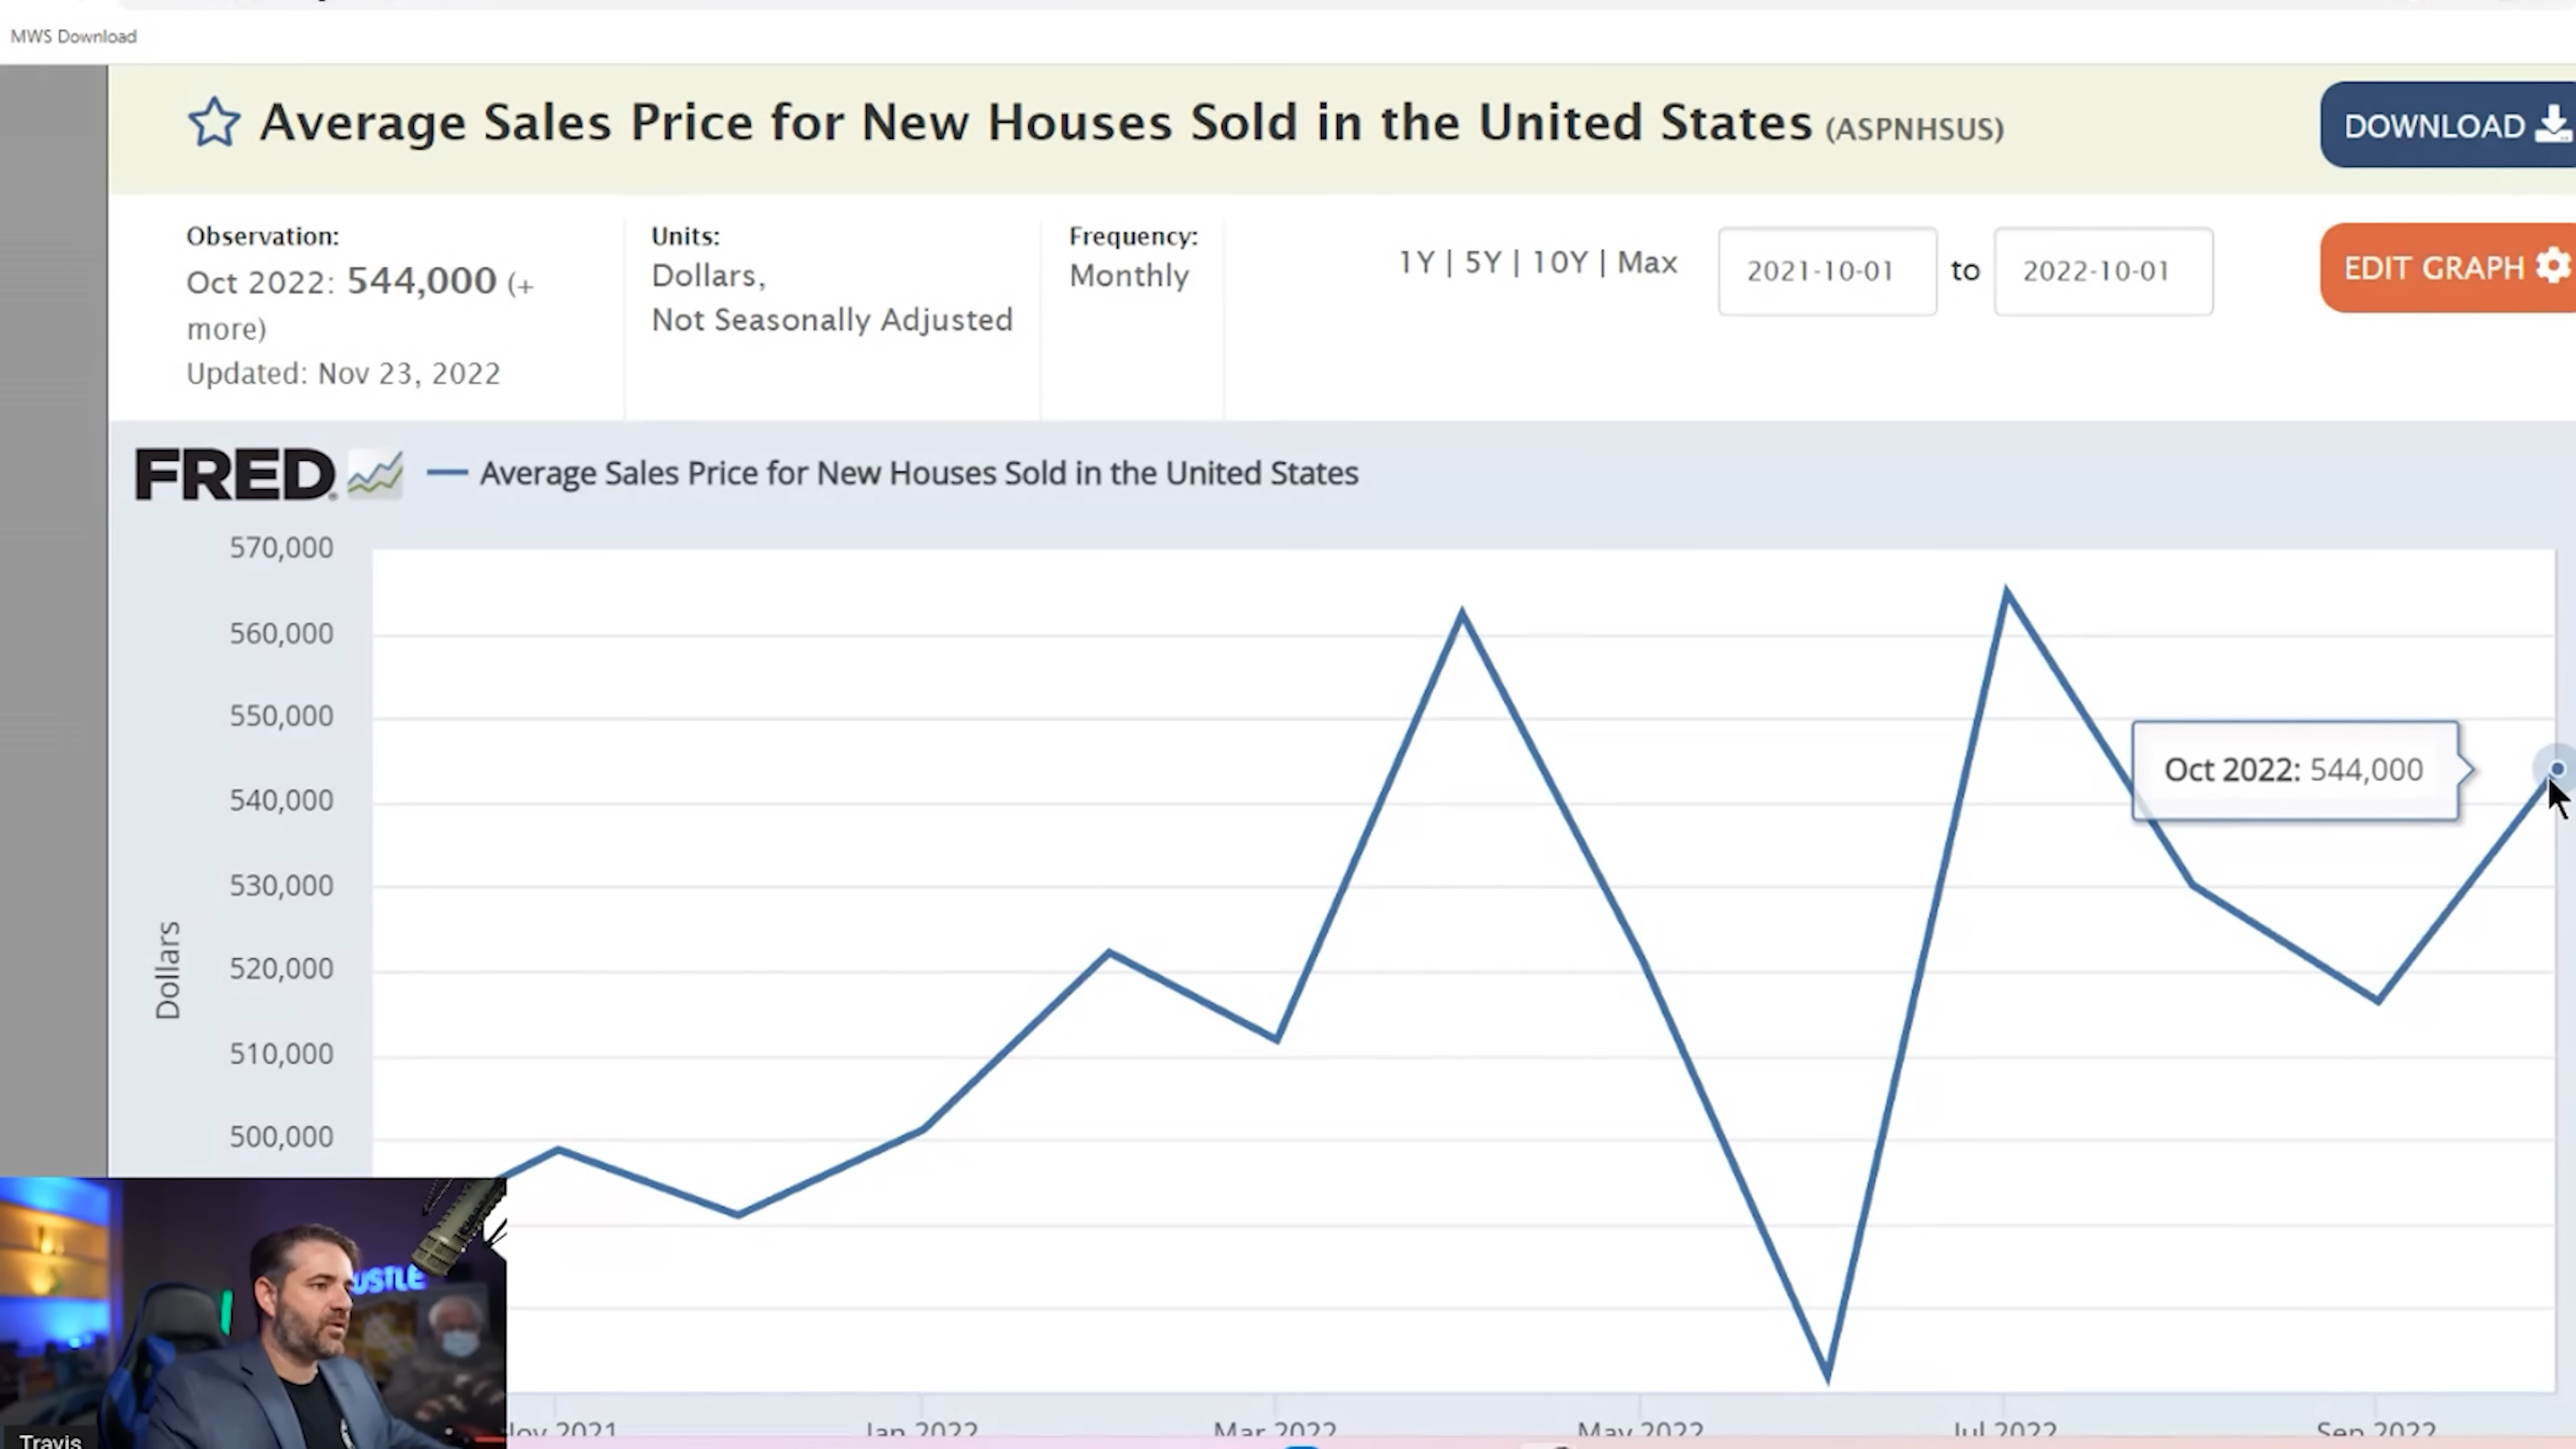 MWS Download
Average Sales Price for New Houses Sold in the United States (ASPNHSUS)
DOWNLOAD
Observation:
Oct 2022: 544,000 (+
more)
Updated: Nov 23, 2022
Units:
Dollars,
Not Seasonally Adjusted
Frequency:
Monthly
1Y | 5Y | 10Y | Max
2021-10-01 to 2022-10-01
EDIT GRAPH
FRED
Average Sales Price for New Houses Sold in the United States
570,000
560,000
550,000
540,000
530,000
520,000
510,000
500,000
Dollars
Oct 2022: 544,000
USTLE
Travis
Nov 2021
Jan 2022
Mar 2022
May 2022
Jul 2022
Sep 2022